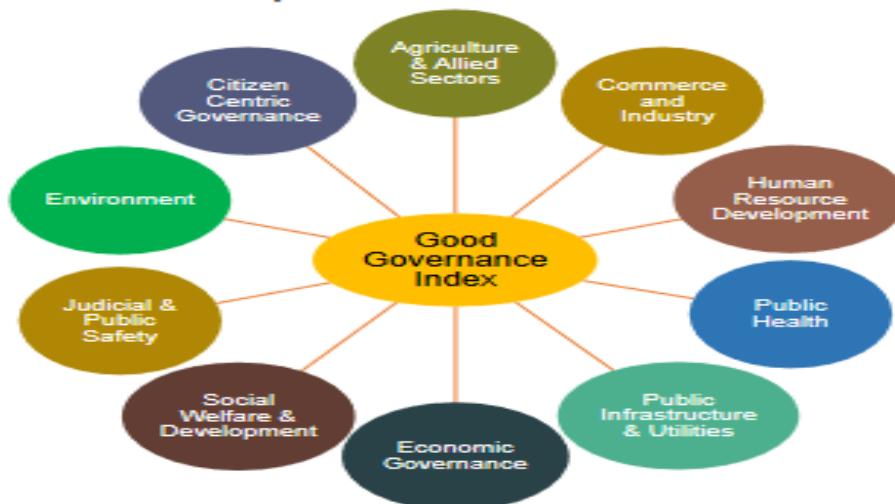 Agriculture
& Allied
Sectors
Commerce
and
Industry
Human
Resource
Development
Public
Health
Public
Infrastructure
& Utilities
Economic
Governance
Social
Welfare &
Development
Judicial &
Public
Safety
Environment
Citizen
Centric
Governance
Good
Governance
Index